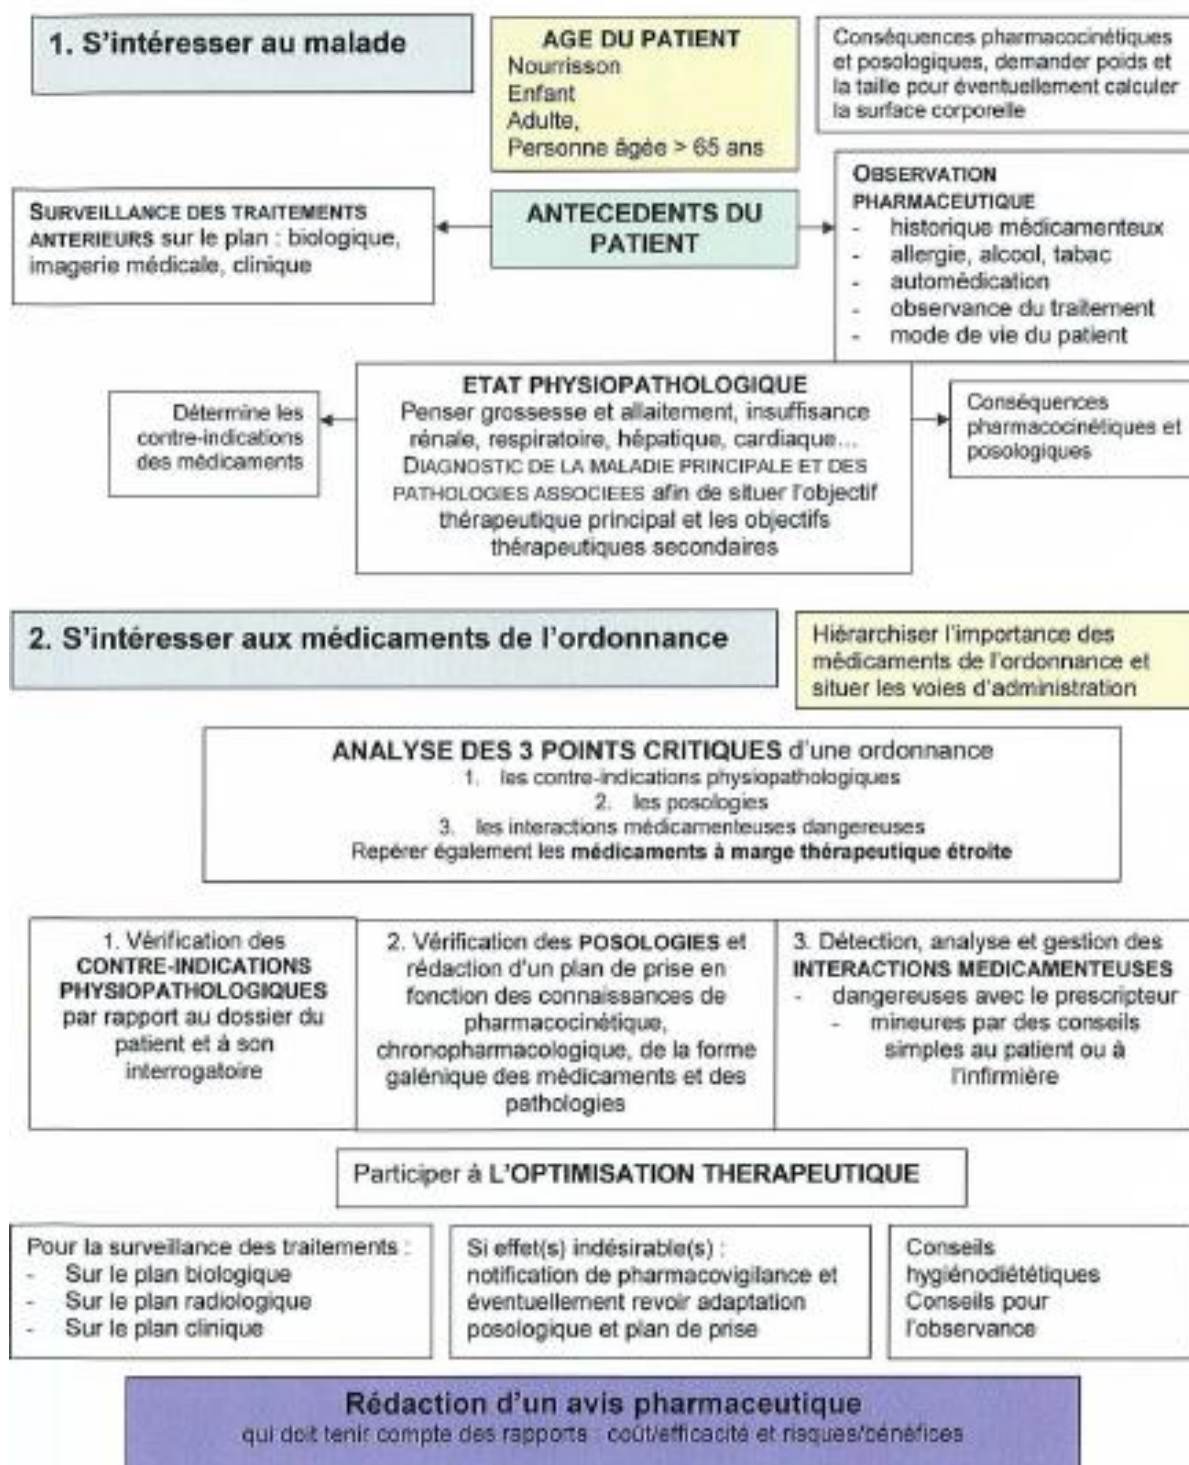 1. S'intéresser au malade
AGE DU PATIENT
Nourrisson
Enfant
Adulte,
Personne âgée > 65 ans
Conséquences pharmacocinétiques
et posologiques, demander poids et
la taille pour éventuellement calculer
la surface corporelle
SURVEILLANCE DES TRAITEMENTS
ANTERIEURS sur le plan : biologique,
imagerie médicale, clinique
ANTECEDENTS DU
PATIENT
OBSERVATION
PHARMACEUTIQUE
- historique médicamenteux
- allergie, alcool, tabac
- automédication
- observance du traitement
- mode de vie du patient
Détermine les
contre-indications
des médicaments
ETAT PHYSIOPATHOLOGIQUE
Penser grossesse et allaitement, insuffisance
rénale, respiratoire, hépatique, cardiaque...
DIAGNOSTIC DE LA MALADIE PRINCIPALE ET DES
PATHOLOGIES ASSOCIEES afin de situer l'objectif
thérapeutique principal et les objectifs
thérapeutiques secondaires
Conséquences
pharmacocinétiques et
posologiques
2. S'intéresser aux médicaments de l'ordonnance
Hiérarchiser l'importance des
médicaments de l'ordonnance et
situer les voies d'administration
ANALYSE DES 3 POINTS CRITIQUES d'une ordonnance
1. les contre-indications physiopathologiques
2. les posologies
3. les interactions médicamenteuses dangereuses
Repérer également les médicaments à marge thérapeutique étroite
1. Vérification des
CONTRE-INDICATIONS
PHYSIOPATHOLOGIQUES
par rapport au dossier du
patient et à son
interrogatoire
2. Vérification des POSOLOGIES et
rédaction d'un plan de prise en
fonction des connaissances de
pharmacocinétique,
chronopharmacologique, de la forme
galénique des médicaments et des
pathologies
3. Détection, analyse et gestion des
INTERACTIONS MEDICAMENTEUSES
- dangereuses avec le prescripteur
- mineures par des conseils
simples au patient ou à
l'infirmière
Participer à L'OPTIMISATION THERAPEUTIQUE
Pour la surveillance des traitements :
- Sur le plan biologique
- Sur le plan radiologique
- Sur le plan clinique
Si effet(s) indésirable(s) :
notification de pharmacovigilance et
éventuellement revoir adaptation
posologique et plan de prise
Conseils
hygiénodiététiques
Conseils pour
l'observance
Rédaction d'un avis pharmaceutique
qui doit tenir compte des rapports : coût/efficacité et risques/bénéfices